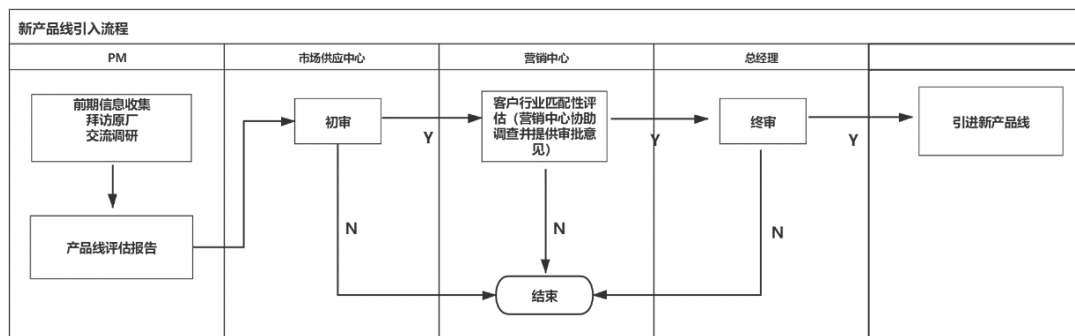 新产品线引入流程
PM
市场供应中心
营销中心
总经理
前期信息收集
拜访原厂
交流调研
产品线评估报告
初审
Y
N
客户行业匹配性评
估（营销中心协助
调查并提供审批意
见）
Y
N
终审
Y
N
引进新产品线
结束